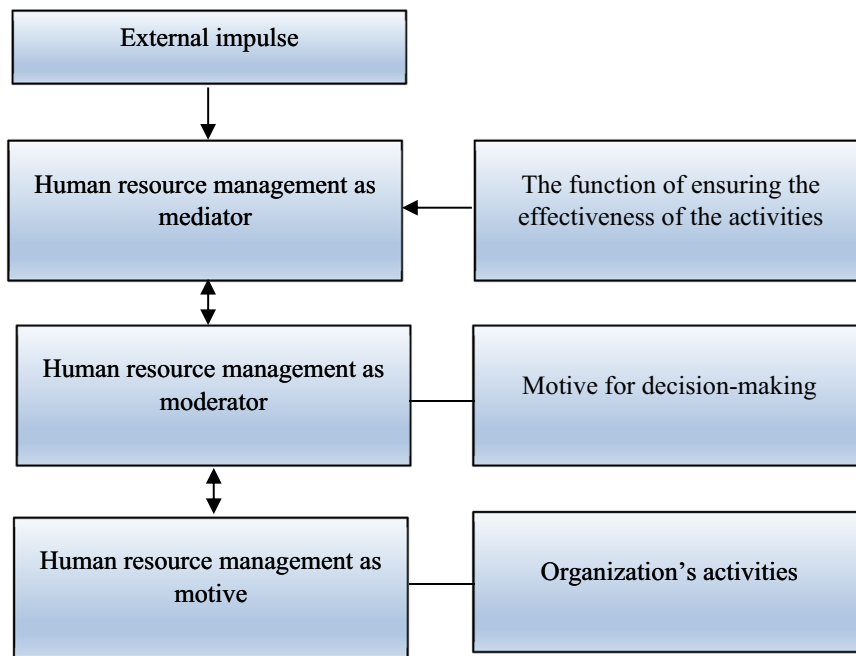 External impulse
Human resource management as
mediator
The function of ensuring the
effectiveness of the activities
Human resource management as
moderator
Motive for decision-making
Human resource management as
motive
Organization’s activities